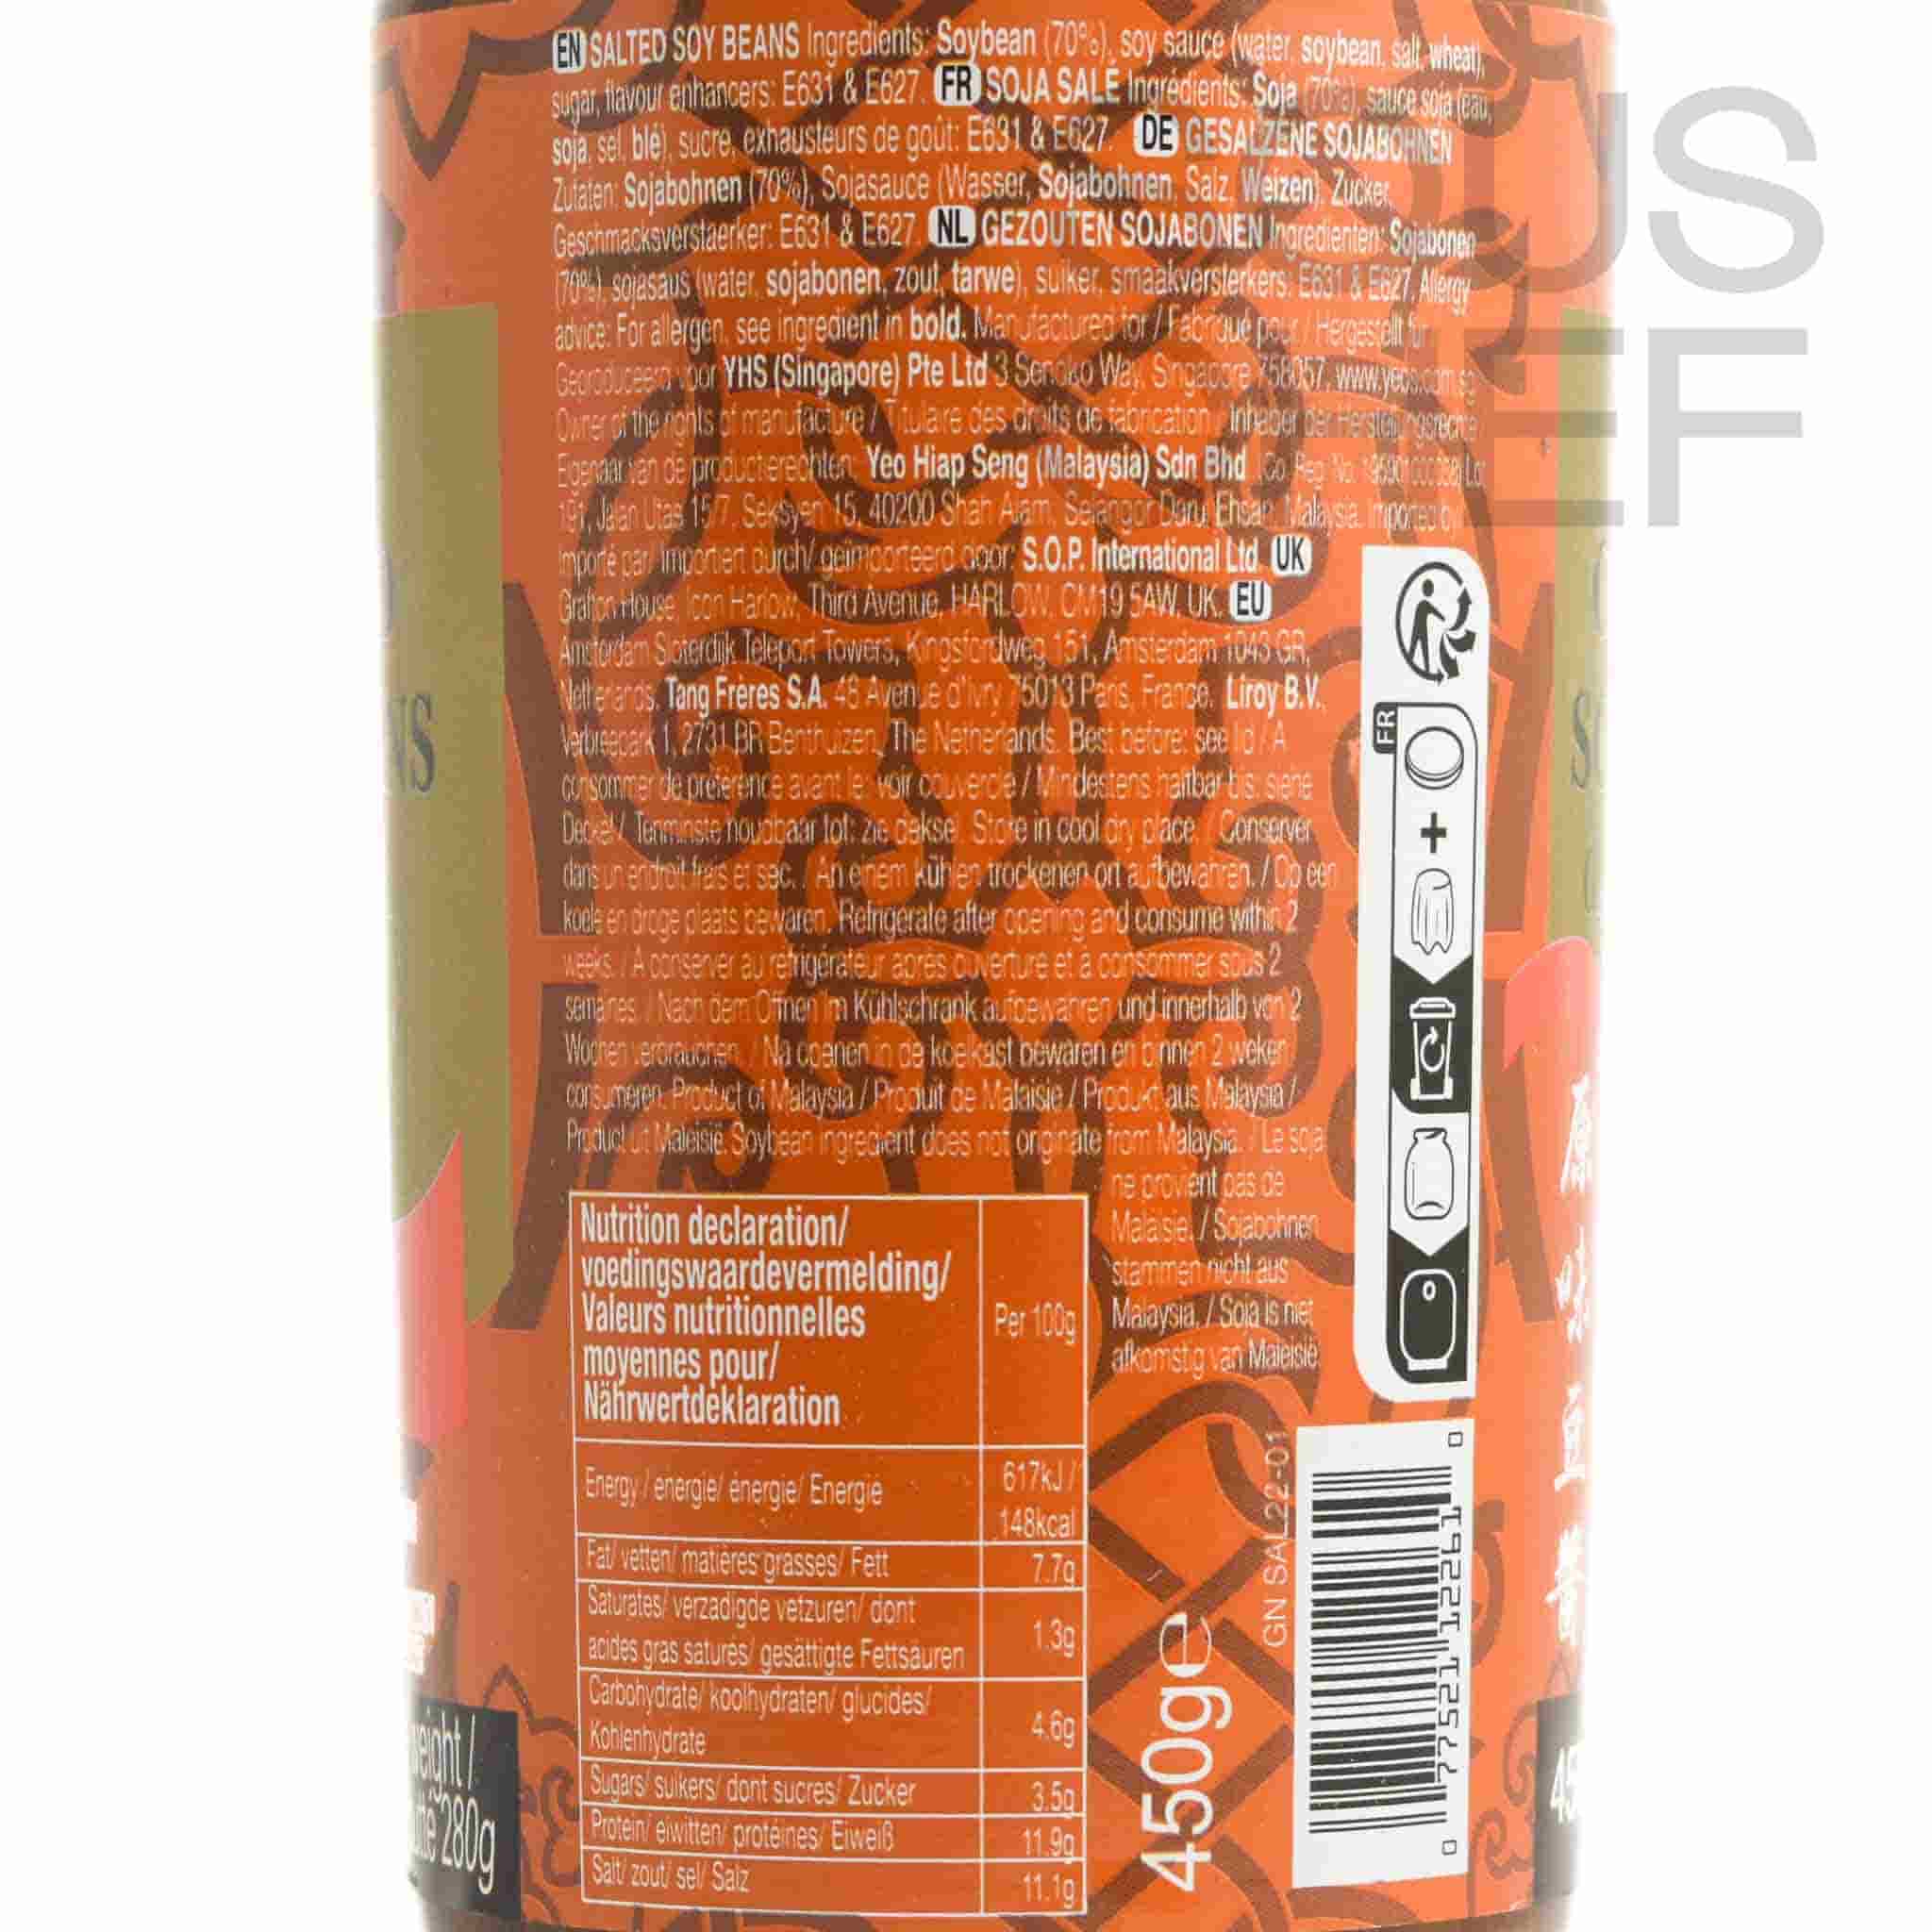 EN SALTED SOY BEANS Ingredients: Soybean (70%), soy sauce (water, soybean, salt, wheat),
sugar, flavour enhancers: E631 & E627. FR SOJA SALE Ingrédients: Soja (70%), sauce soja (eau,
soja, sel, blé), sucre, exhausteurs de goût: E631 & E627. DE GESALZENE SOJABOHNEN
Zutaten: Sojabohnen (70%), Sojasauce (Wasser, Sojabohnen, Salz, Weizen), Zucker,
Geschmacksverstaerker: E631 & E627. NL GEZOUTEN SOJABONEN Ingredienten: Sojabonen
(70%), sojasaus (water, sojabonen, zout, tarwe), suiker, smaakversterkers: E631 & E627. Allergy
advice: For allergen, see ingredient in bold. Manufactured for / Fabriqué pour / Hergestellt für
Geproduceerd voor YHS (Singapore) Pte Ltd 3 Senoko Way, Singapore 758057. www.yeos.com.sg
Owner of the rights of manufacture / Titulaire des droits de fabrication / Inhaber der Herstellungsrechte
Eigenaar van de productierechten: Yeo Hiap Seng (Malaysia) Sdn Bhd (Co. Reg. No. Lot
191, Jalan Utas 15/7, Seksyen 15, 40200 Shah Alam, Selangor Darul Ehsan, Malaysia. Imported by/
Importé par/ Importiert durch/ geïmporteerd door: S.O.P. International Ltd UK
Grafton House, Icon Harlow, Third Avenue, HARLOW, CM19 5AW, UK. EU
Amsterdam Sloterdijk Teleport Towers, Kingsfordweg 151, Amsterdam 1043 GR,
Netherlands. Tang Frères S.A. 48 Avenue d'Ivry 75013 Paris, France. Liroy B.V.,
Verbreepark 1, 2731 BR Benthuizen, The Netherlands. Best before: see lid / A
consommer de préférence avant le: voir couvercle / Mindestens haltbar bis: siehe
Deckel / Tenminste houdbaar tot: zie deksel. Store in cool dry place. / Conserver
dans un endroit frais et sec. / An einem kühlen trockenen ort aufbewahren. / Op een
koele en droge plaats bewaren. Refrigerate after opening and consume within 2
weeks. / A conserver au réfrigérateur après ouverture et à consommer sous 2
semaines. / Nach dem Öffnen im Kühlschrank aufbewahren und innerhalb von 2
Wochen verbrauchen. / Na openen in de koelkast bewaren en binnen 2 weken
consumeren. Product of Malaysia / Produit de Malaisie / Produkt aus Malaysia /
Product uit Maleisië. Soybean ingredient does not originate from Malaysia. / Le soja
ne provient pas de
Malaisie. / Sojabohnen
stammen nicht aus
Malaysia. / Soja is niet
afkomstig van Maleisië
Nutrition declaration/
voedingswaardevermelding/
Valeurs nutritionnelles
moyennes pour/
Nährwertdeklaration
Per 100g
Energy / energie/ énergie/ Energie
617kJ /
148kcal
Fat/ vetten/ matières grasses/ Fett
7.7g
Saturates/ verzadigde vetzuren/ dont
acides gras saturés/ gesättigte Fettsäuren
1.3g
Carbohydrate/ koolhydraten/ glucides/
Kohlenhydrate
4.6g
Sugars/ suikers/ dont sucres/ Zucker
3.5g
Protein/ eiwitten/ protéines/ Eiweiß
11.9g
Salt/ zout/ sel/ Salz
11.1g
450g℮
GN SAL22-01
FR
0 77521 12261 0
280g
NS
US
EF